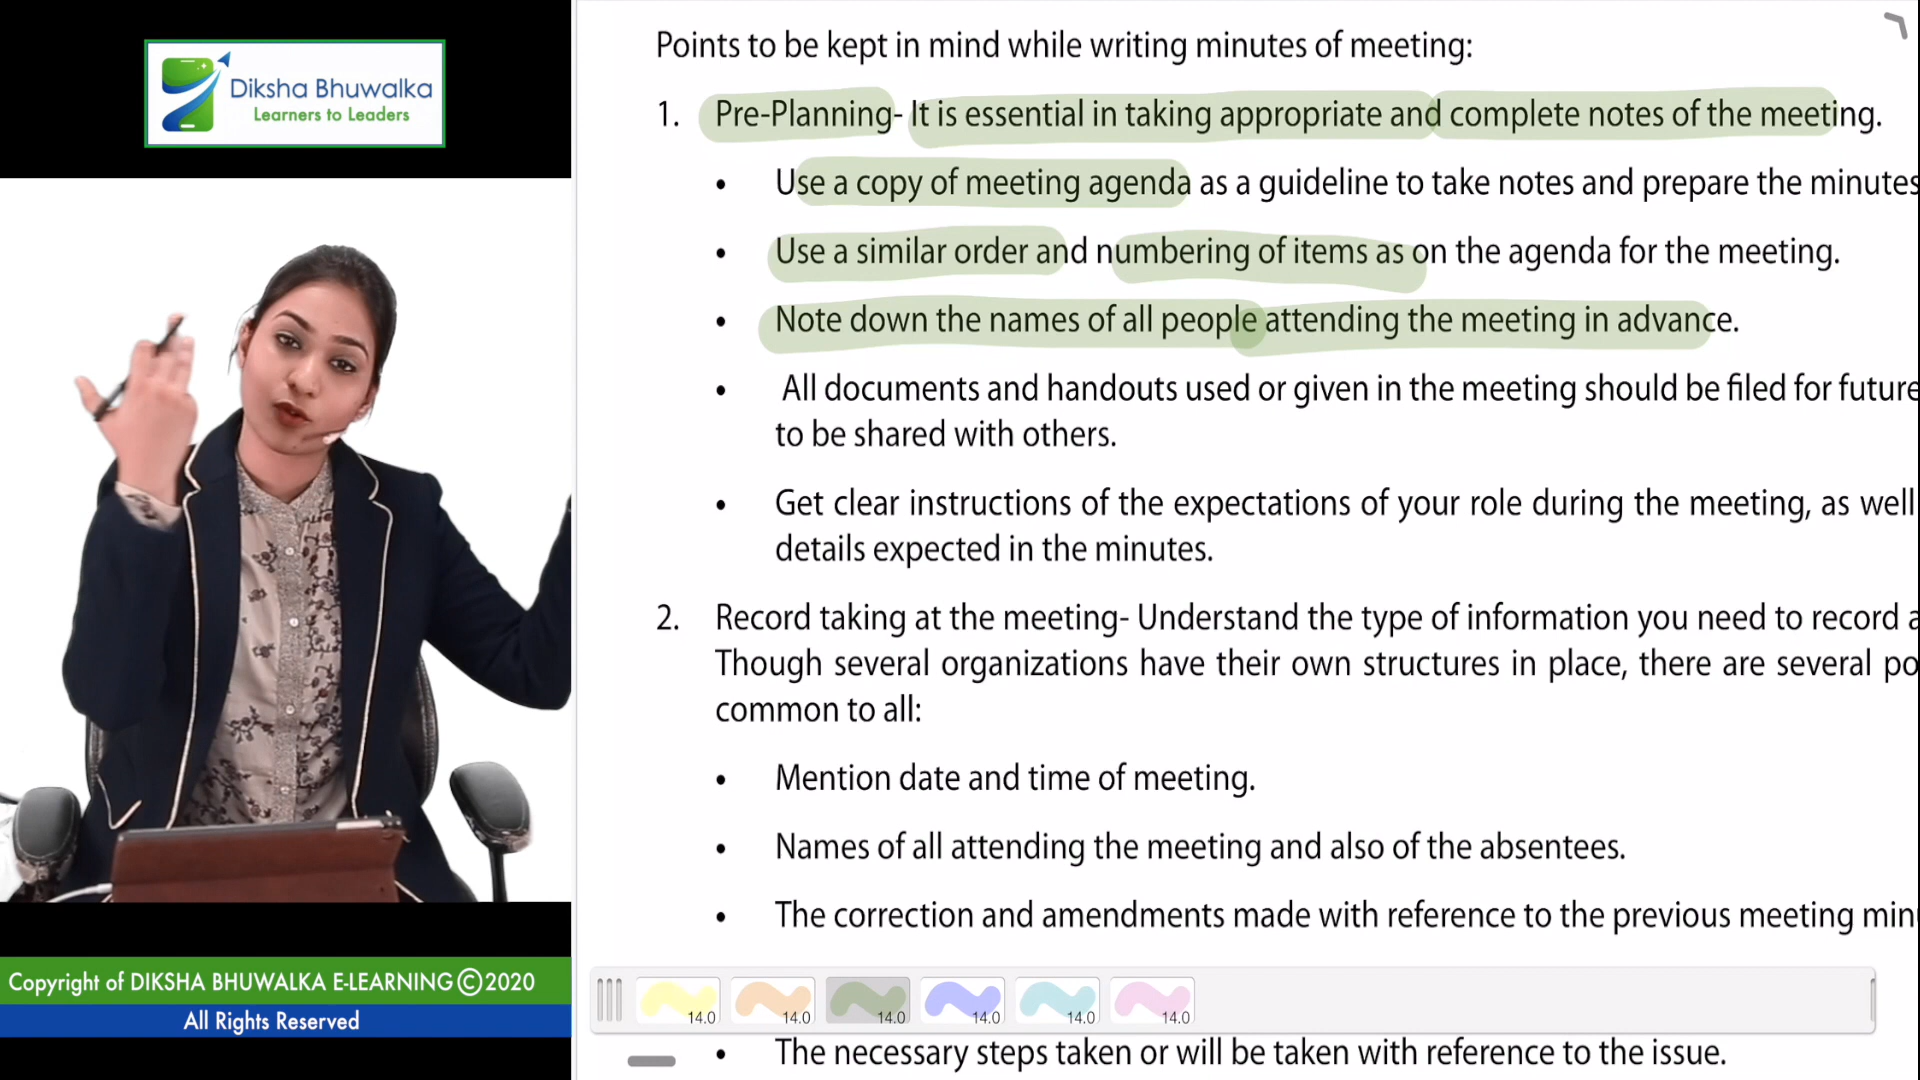 Diksha Bhuwalka
Learners to Leaders
Points to be kept in mind while writing minutes of meeting:
1. Pre-Planning- It is essential in taking appropriate and complete notes of the meeting.
• Use a copy of meeting agenda as a guideline to take notes and prepare the minutes
• Use a similar order and numbering of items as on the agenda for the meeting.
• Note down the names of all people attending the meeting in advance.
• All documents and handouts used or given in the meeting should be filed for future
to be shared with others.
• Get clear instructions of the expectations of your role during the meeting, as well
details expected in the minutes.
2. Record taking at the meeting- Understand the type of information you need to record
Though several organizations have their own structures in place, there are several
common to all:
• Mention date and time of meeting.
• Names of all attending the meeting and also of the absentees.
• The correction and amendments made with reference to the previous meeting
14.0 14.0 14.0 14.0 14.0 14.0
• The necessary steps taken or will be taken with reference to the issue.
Copyright of DIKSHA BHUWALKA E-LEARNING©2020
All Rights Reserved